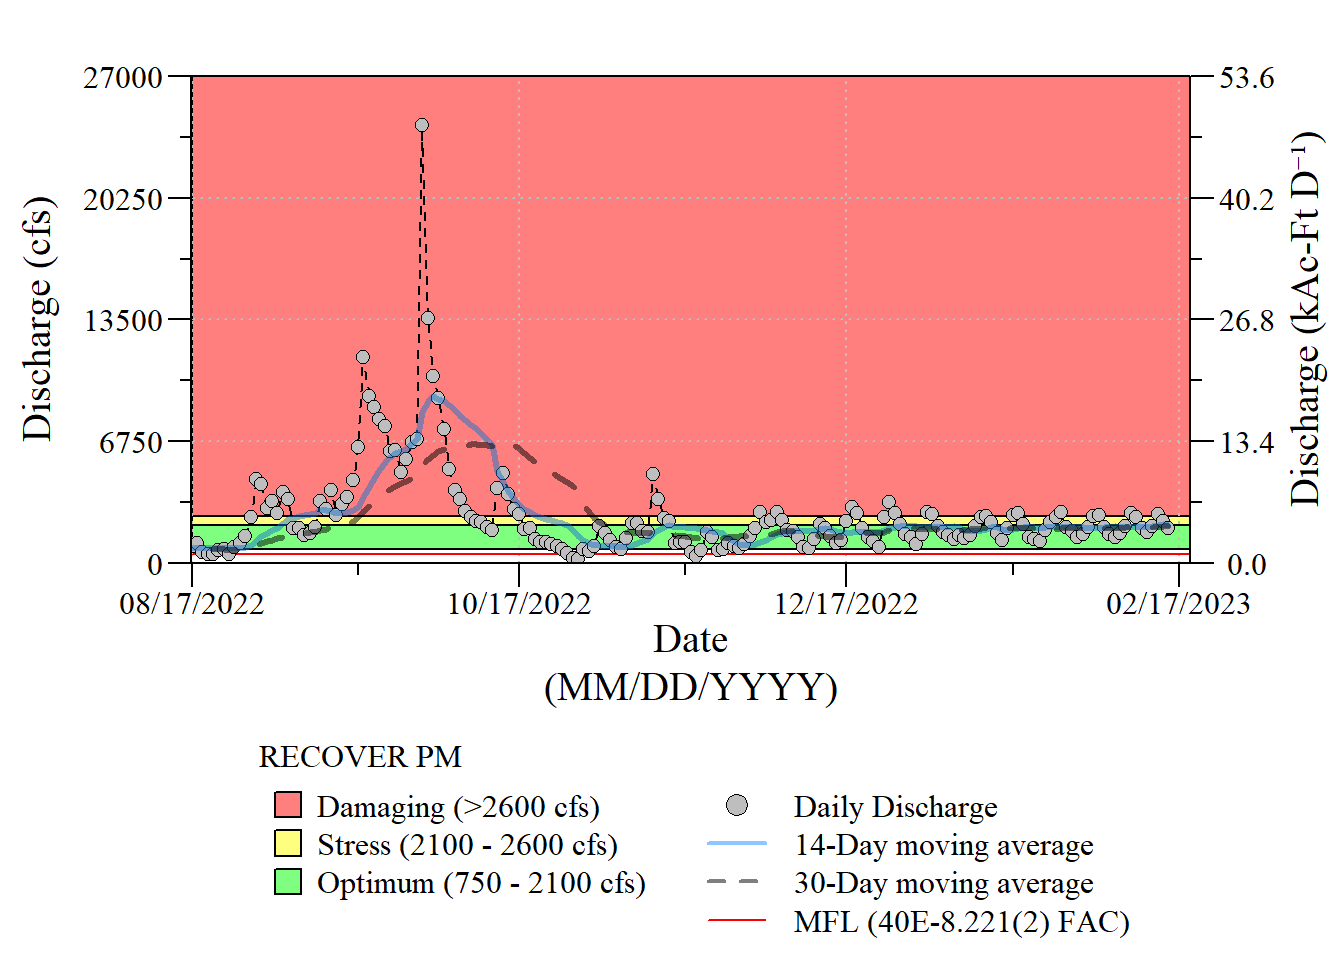 27000
20250
13500
6750
0
Discharge (cfs)
53.6
40.2
26.8
13.4
0.0
Discharge (kAc-Ft D⁻¹)
08/17/2022 10/17/2022 12/17/2022 02/17/2023
Date
(MM/DD/YYYY)
RECOVER PM
Damaging (>2600 cfs)
Stress (2100 - 2600 cfs)
Optimum (750 - 2100 cfs)
Daily Discharge
14-Day moving average
30-Day moving average
MFL (40E-8.221(2) FAC)